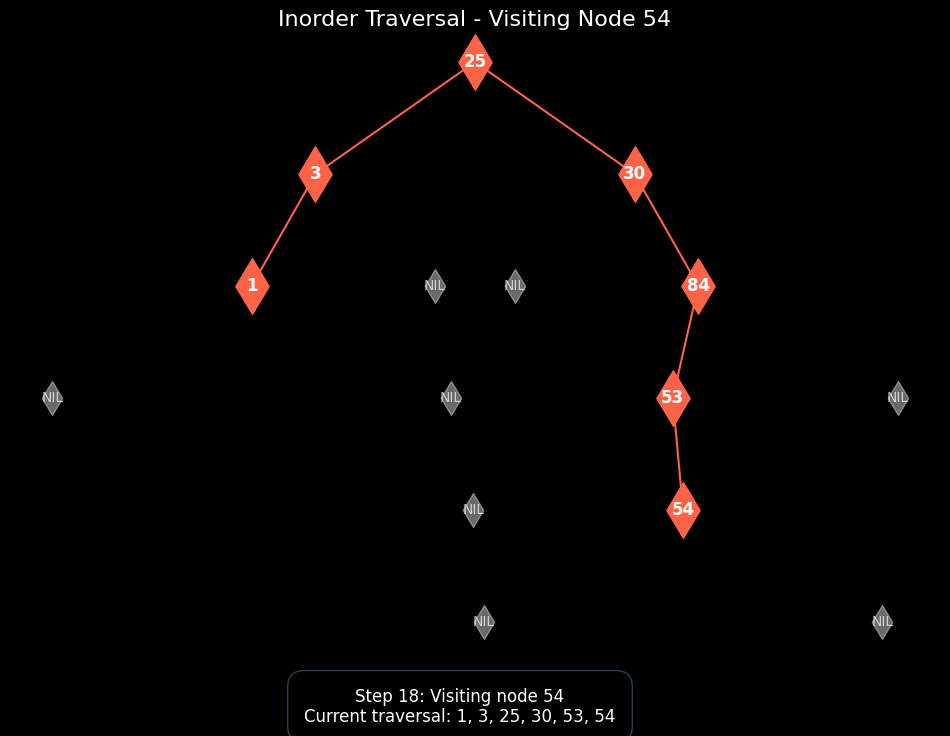 Inorder Traversal - Visiting Node 54
25
3
30
1
NIL
NIL
84
NIL
NIL
53
NIL
NIL
54
NIL
NIL
Step 18: Visiting node 54
Current traversal: 1, 3, 25, 30, 53, 54